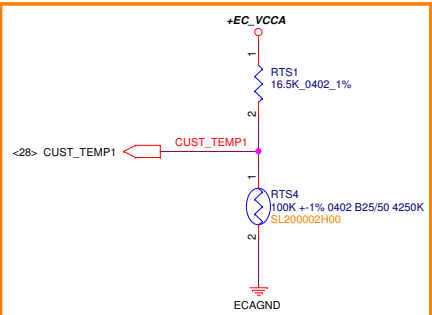 +EC_VCCA
1
RTS1
16.5K_0402_1%
2
<28> CUST_TEMP1
CUST_TEMP1
1
RTS4
100K +-1% 0402 B25/50 4250K
SL200002H00
2
ECAGND